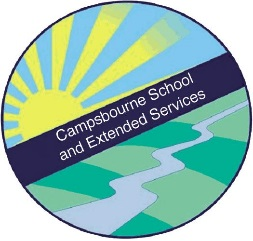 Campsbourne School
and Extended Services